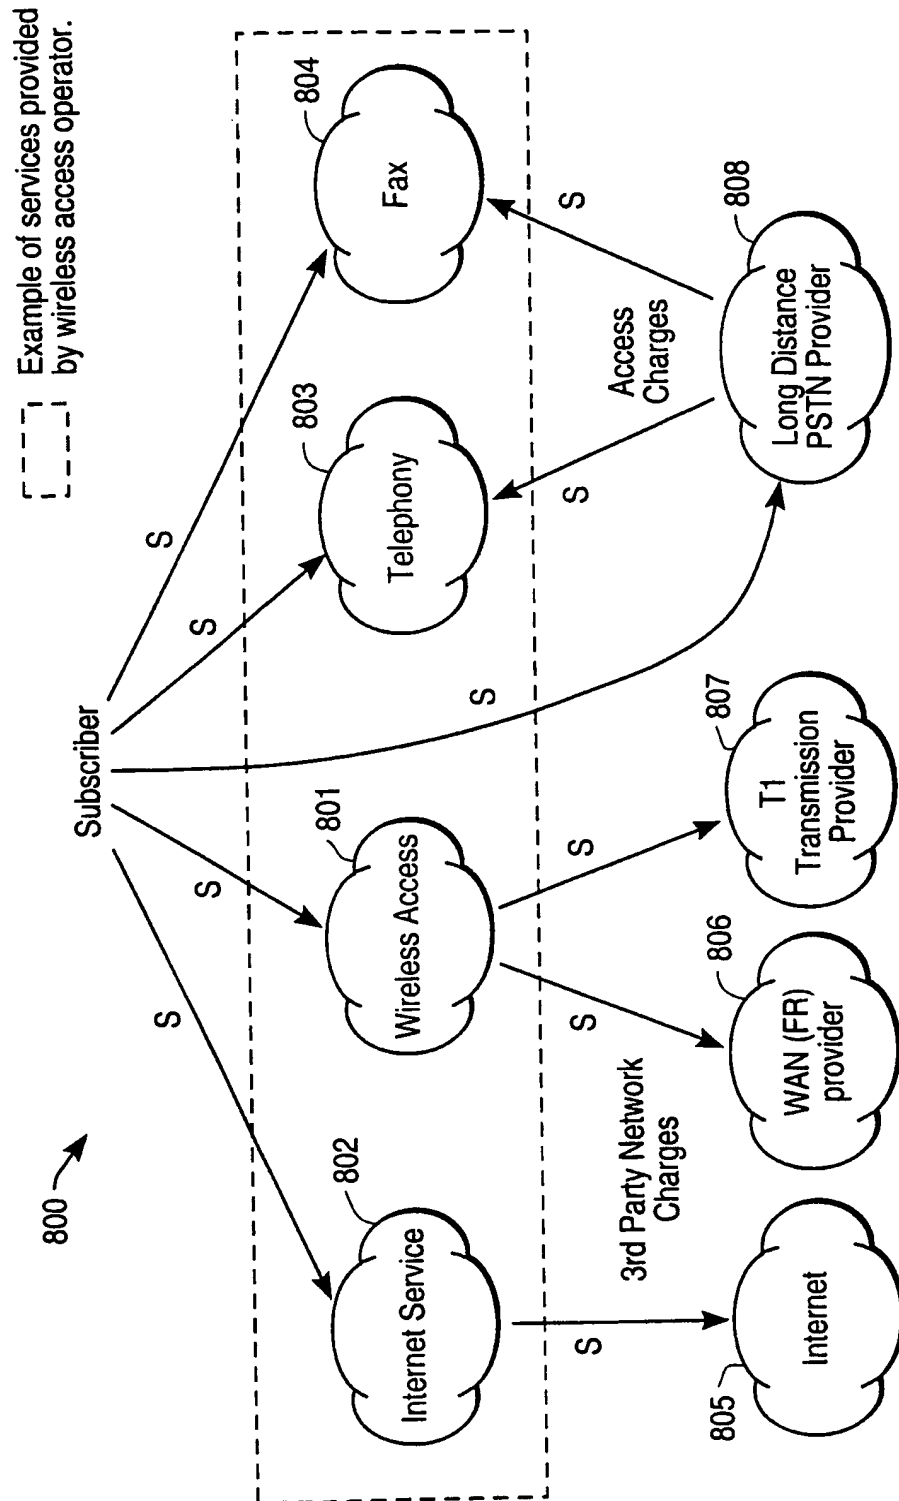 Example of services provided
by wireless access operator.
800
Subscriber
S
S
S
S
S
802
Internet Service
801
Wireless Access
803
Telephony
804
Fax
S
3rd Party Network
Charges
S
S
S
Access
Charges
S
805
Internet
806
WAN (FR)
provider
807
T1
Transmission
Provider
808
Long Distance
PSTN Provider